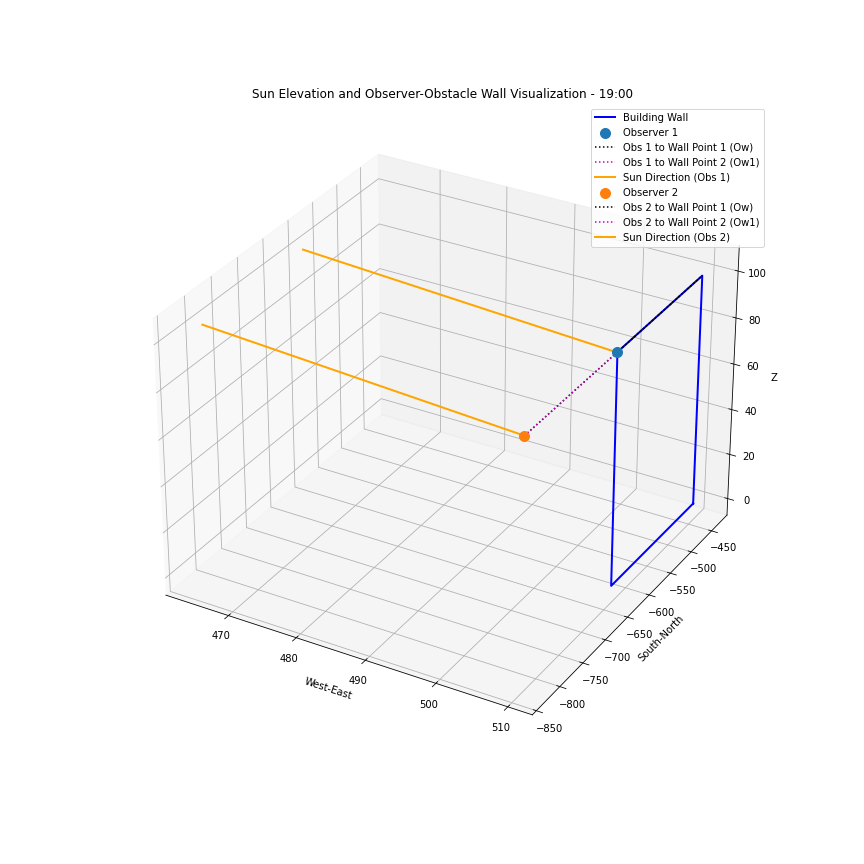 Sun Elevation and Observer-Obstacle Wall Visualization - 19:00
Building Wall
Observer 1
Obs 1 to Wall Point 1 (Ow)
Obs 1 to Wall Point 2 (Ow1)
Sun Direction (Obs 1)
Observer 2
Obs 2 to Wall Point 1 (Ow)
Obs 2 to Wall Point 2 (Ow1)
Sun Direction (Obs 2)
100
80
60
40
20
0
Z
−450
−500
−550
−600
−650
−700
−750
−800
−850
South-North
470
480
490
500
510
West-East